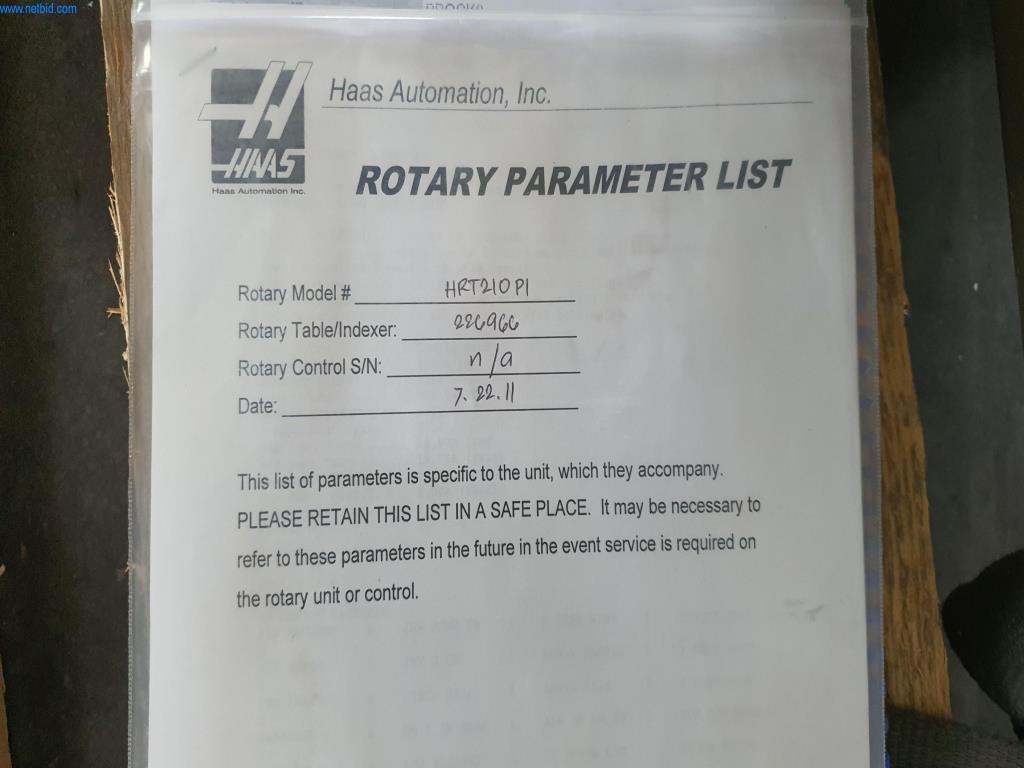 www.netbid.com
HAAS
Haas Automation Inc.
Haas Automation, Inc.
ROTARY PARAMETER LIST
Rotary Model # HRT210P1
Rotary Table/Indexer:
Rotary Control S/N: n/a
Date: 7.22.11
This list of parameters is specific to the unit, which they accompany.
PLEASE RETAIN THIS LIST IN A SAFE PLACE. It may be necessary to
refer to these parameters in the future in the event service is required on
the rotary unit or control.